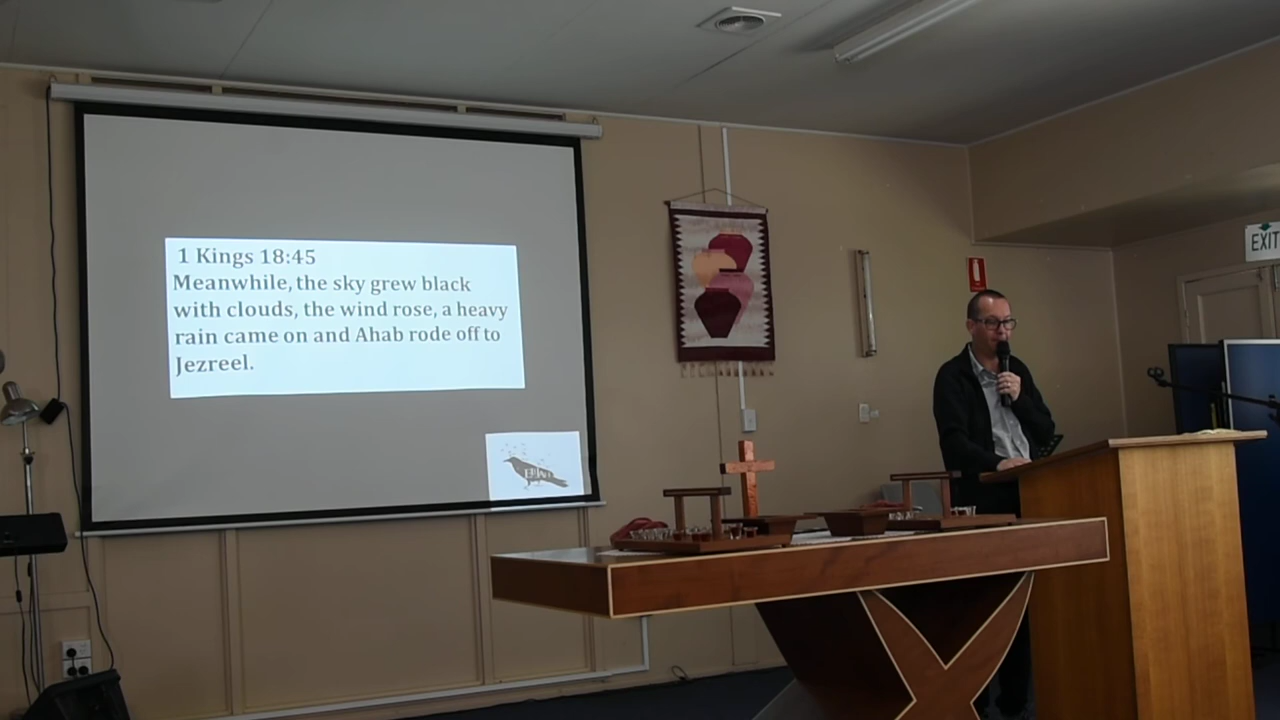 1 Kings 18:45
Meanwhile, the sky grew black
with clouds, the wind rose, a heavy
rain came on and Ahab rode off to
Jezreel.
EXIT